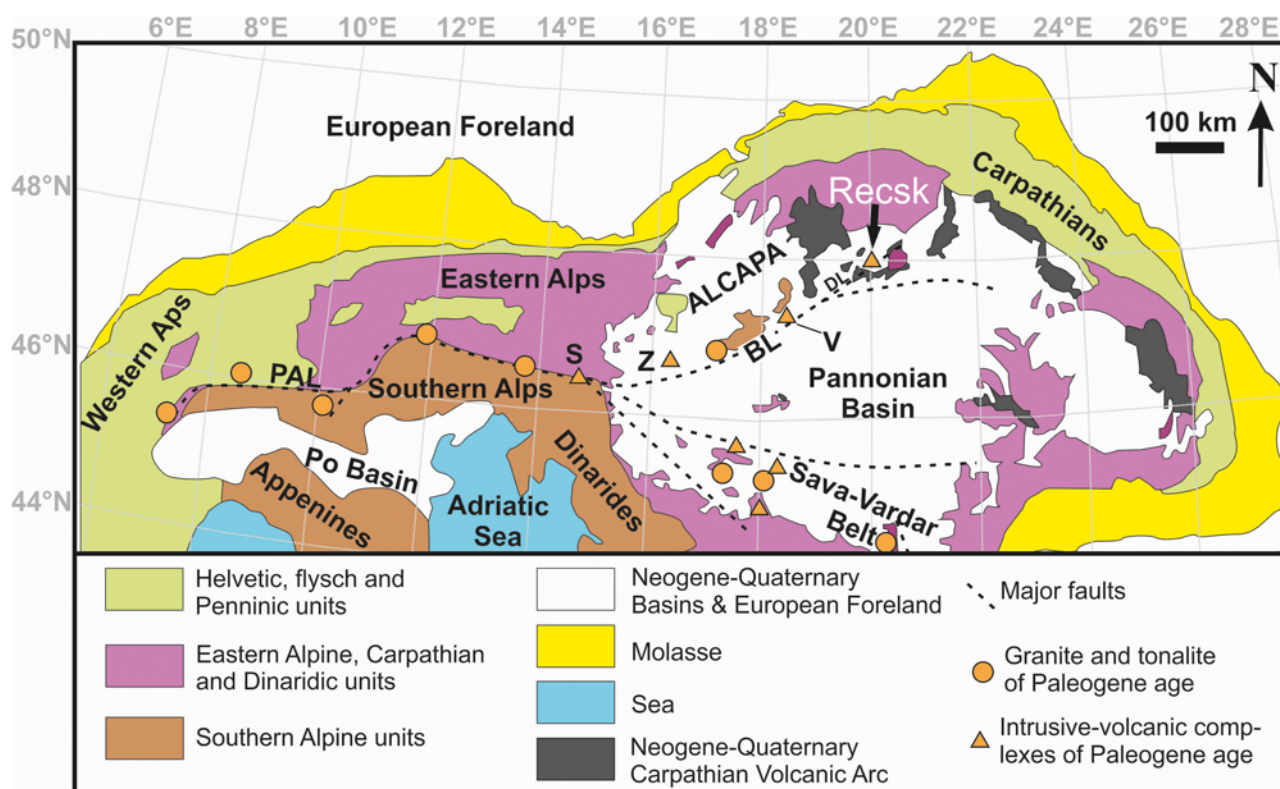 6°E 8°E 10°E 12°E 14°E 16°E 18°E 20°E 22°E 24°E 26°E 28°E
50°N
N
European Foreland
100 km
48°N
Carpathians
Recsk
ALCAPA
Eastern Alps
DL
46°N
Western Aps
S
Z
BL
V
PAL
Southern Alps
Pannonian
Basin
Po Basin
Dinarides
Appenines
Sava-Vardar
Belt
44°N
Adriatic
Sea
Helvetic, flysch and
Penninic units
Eastern Alpine, Carpathian
and Dinaridic units
Southern Alpine units
Neogene-Quaternary
Basins & European Foreland
Molasse
Sea
Neogene-Quaternary
Carpathian Volcanic Arc
Major faults
Granite and tonalite
of Paleogene age
Intrusive-volcanic comp-
lexes of Paleogene age